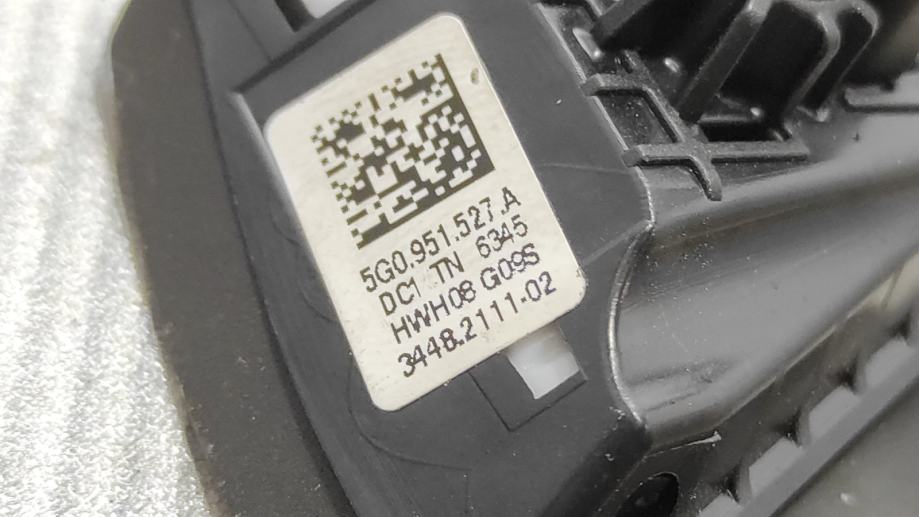 5G0.951.527.A
DC1 TN 6345
HWH08 G09S
3448.2111-02